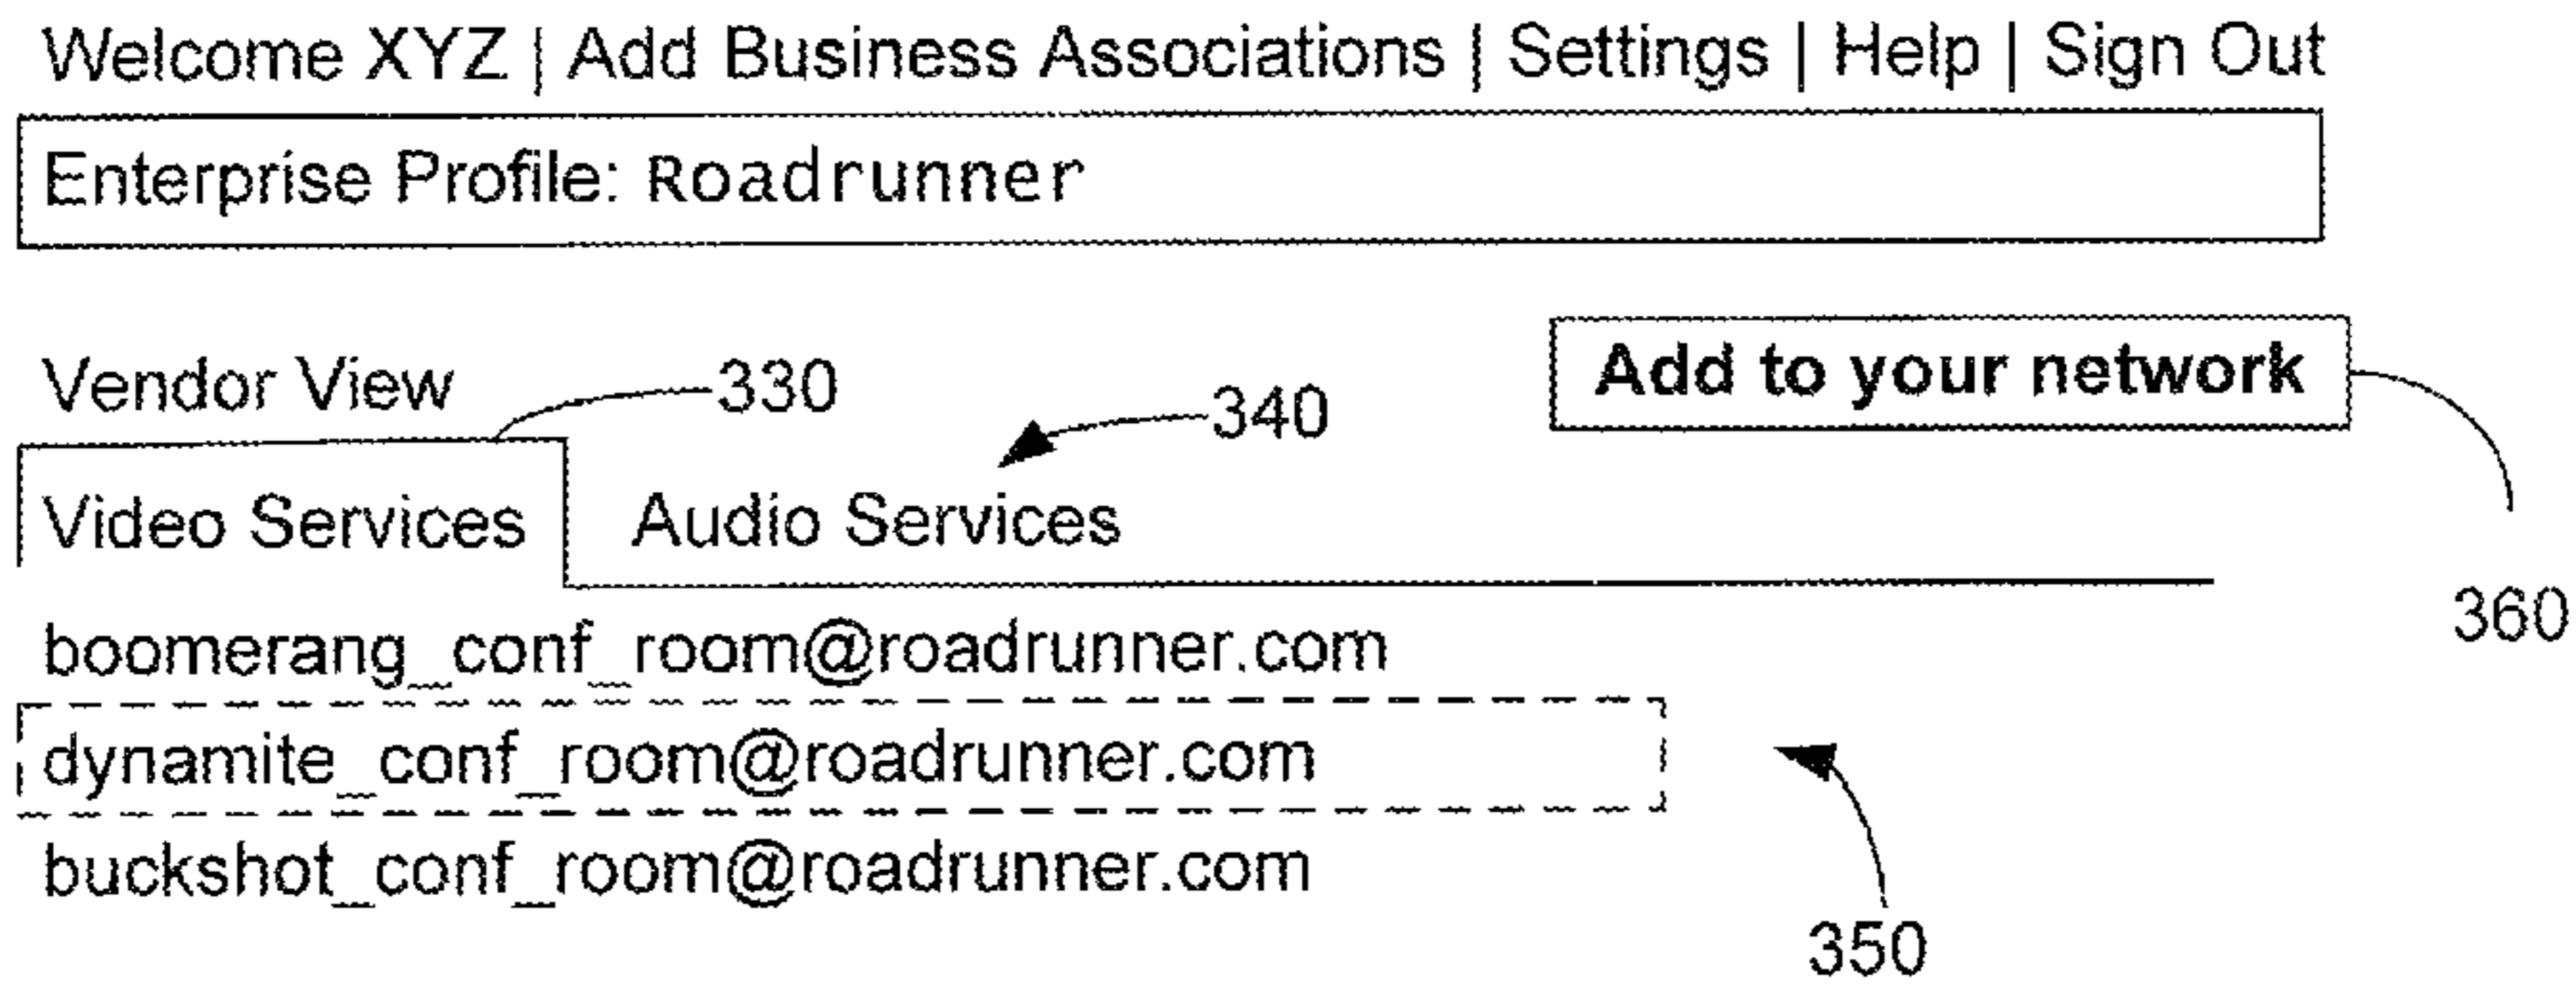 Welcome XYZ | Add Business Associations | Settings | Help | Sign Out
Enterprise Profile: Roadrunner
Add to your network
Vendor View
330
340
Video Services
Audio Services
360
boomerang_conf_room@roadrunner.com
dynamite_conf_room@roadrunner.com
buckshot_conf_room@roadrunner.com
350